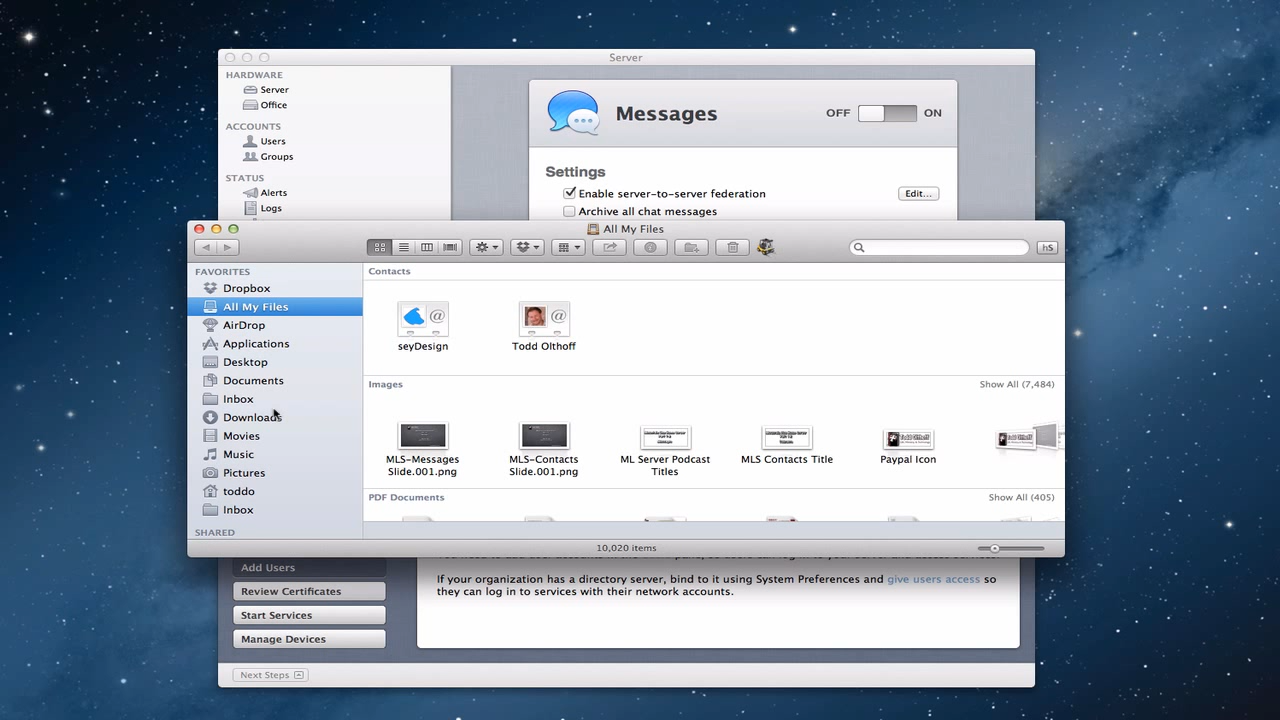 Server
HARDWARE
Server
Office
ACCOUNTS
Users
Groups
STATUS
Alerts
Logs
Messages
OFF
ON
Settings
Enable server-to-server federation
Edit...
Archive all chat messages
All My Files
hS
FAVORITES
Dropbox
All My Files
AirDrop
Applications
Desktop
Documents
Inbox
Downloads
Movies
Music
Pictures
toddo
Inbox
SHARED
Contacts
seyDesign
Todd Olthoff
Images
Show All (7,484)
MLS-Messages Slide.001.png
MLS-Contacts Slide.001.png
ML Server Podcast Titles
MLS Contacts Title
Paypal Icon
PDF Documents
Show All (405)
10,020 items
Add Users
Review Certificates
Start Services
Manage Devices
If your organization has a directory server, bind to it using System Preferences and give users access so
they can log in to services with their network accounts.
Next Steps